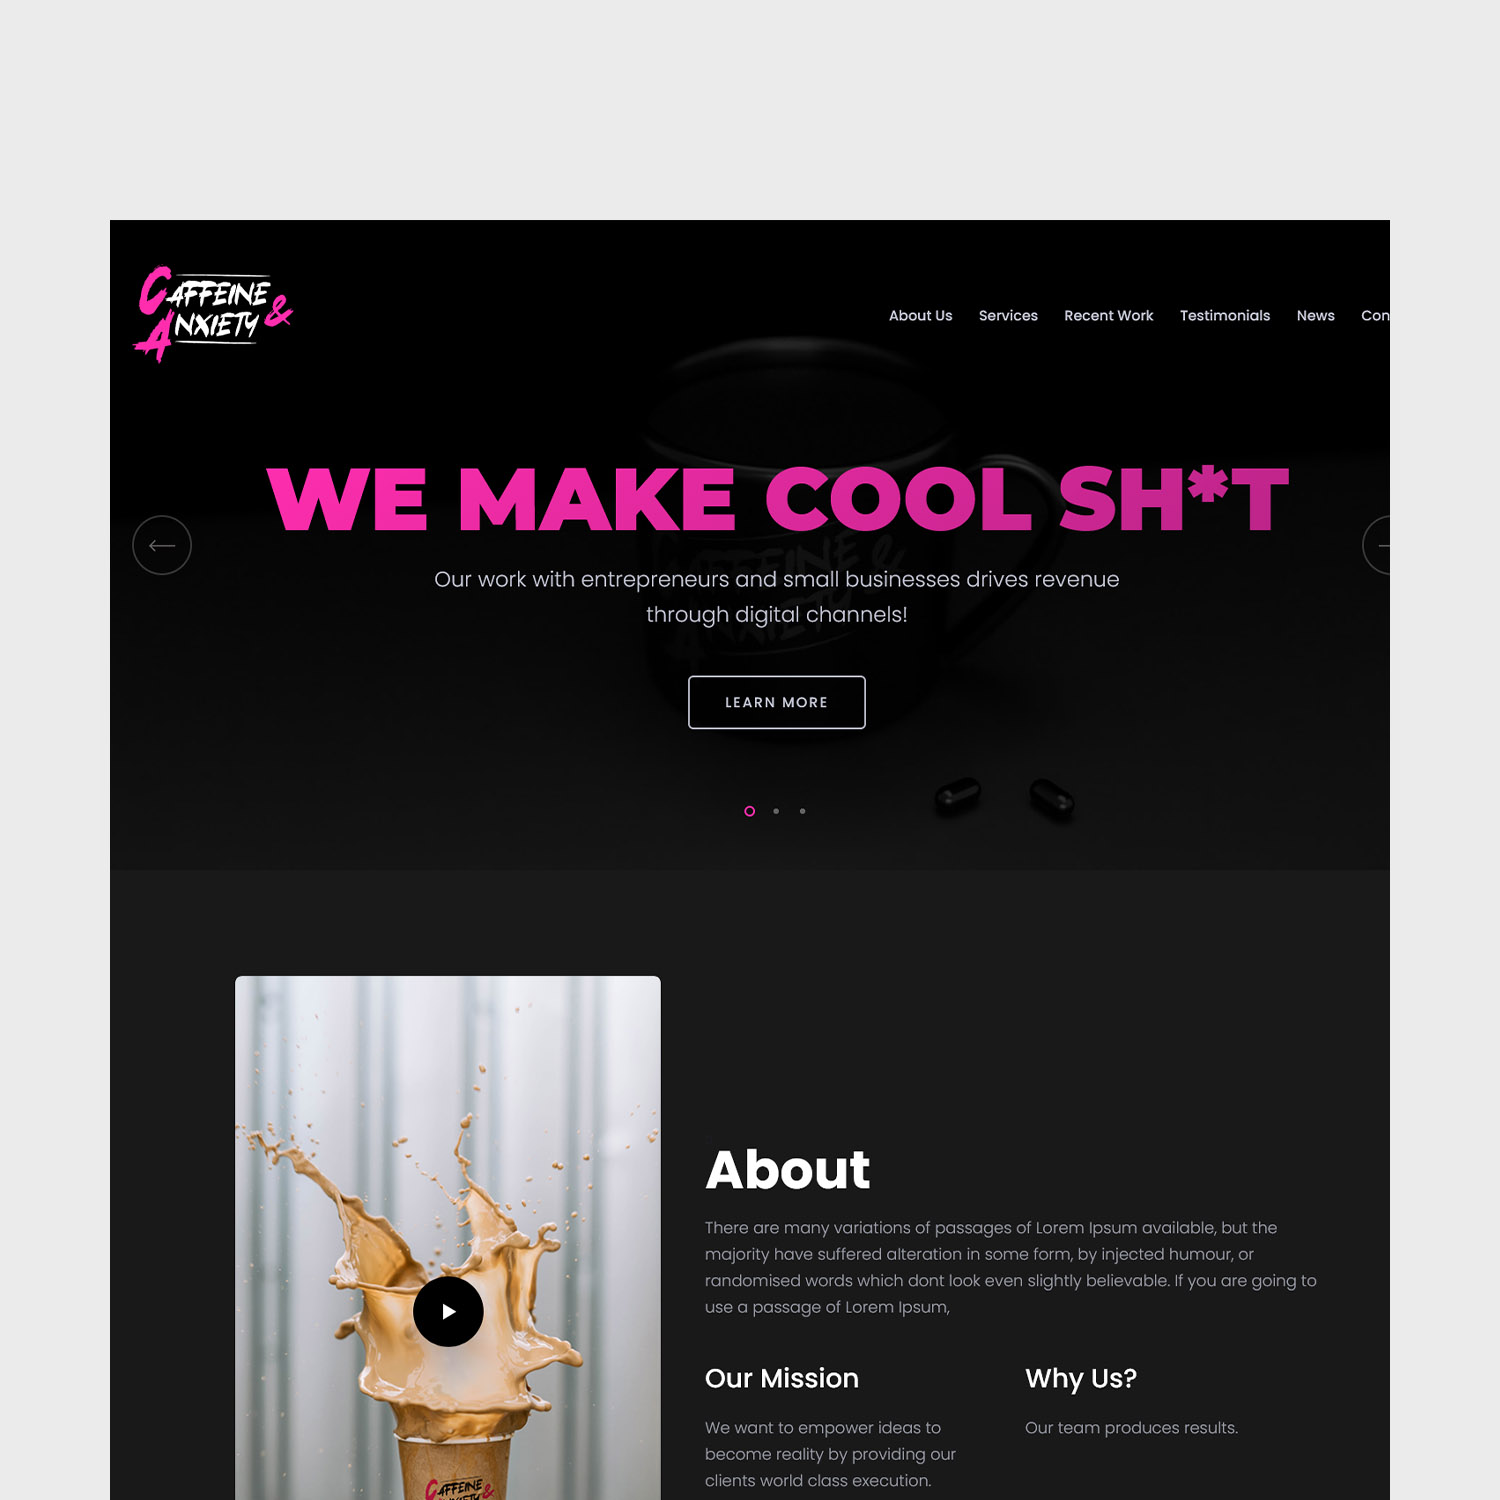 CAFFEINE &
ANXIETY
About Us Services Recent Work Testimonials News Con
WE MAKE COOL SH*T
CAFFEINE &
ANXIETY
Our work with entrepreneurs and small businesses drives revenue
through digital channels!
LEARN MORE
About
There are many variations of passages of Lorem Ipsum available, but the
majority have suffered alteration in some form, by injected humour, or
randomised words which dont look even slightly believable. If you are going to
use a passage of Lorem Ipsum,
Our Mission
We want to empower ideas to
become reality by providing our
clients world class execution.
Why Us?
Our team produces results.
CAFFEINE &
ANXIETY